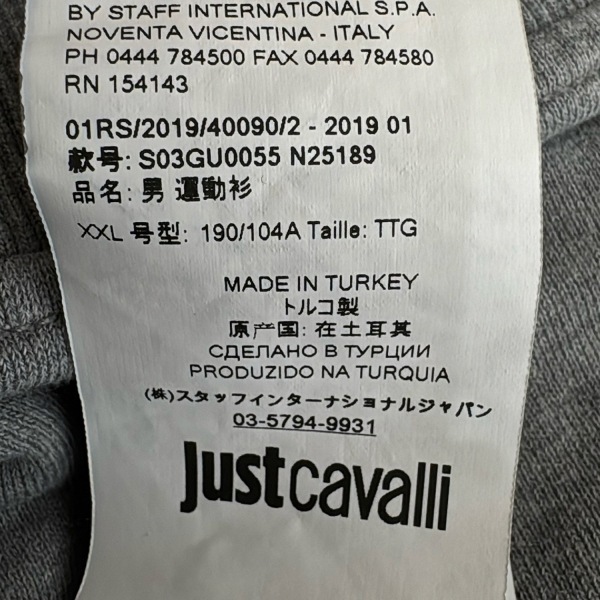 BY STAFF INTERNATIONAL S.P.A.
NOVENTA VICENTINA - ITALY
PH 0444 784500 FAX 0444 784580
RN 154143
01RS/2019/40090/2 - 2019 01
款号: S03GU0055 N25189
品名: 男 運動衫
XXL 号型: 190/104A Taille: TTG
MADE IN TURKEY
トルコ製
原产国: 在土耳其
СДЕЛАНО В ТУРЦИИ
PRODUZIDO NA TURQUIA
(株)スタッフインターナショナルジャパン
03-5794-9931
justcavalli